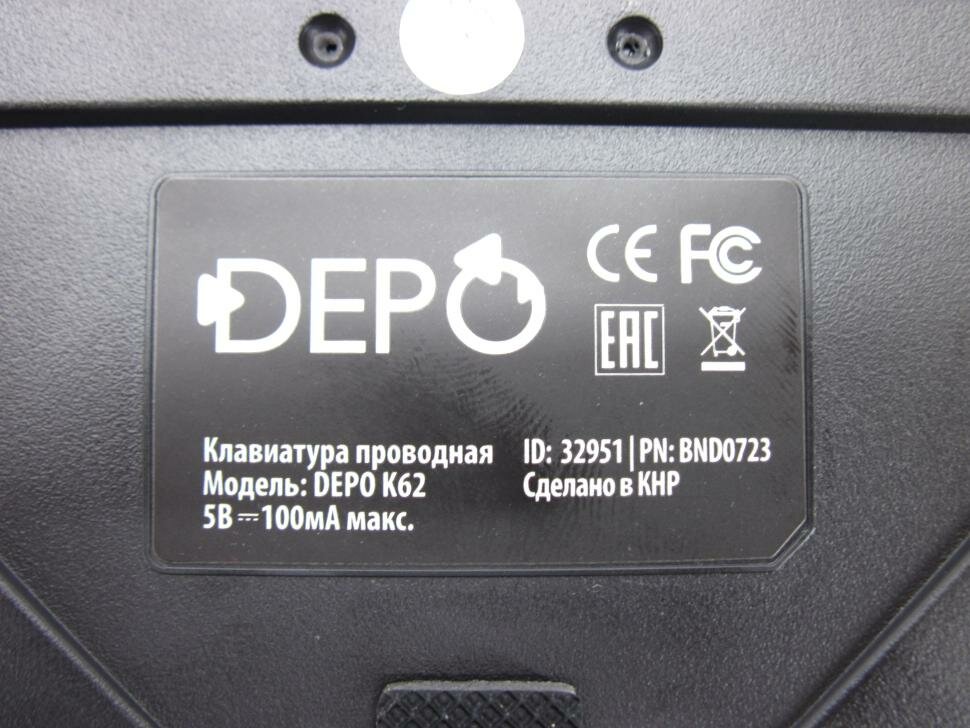 DEPO
CE FC
EAC
Клавиатура проводная
Модель: DEPO K62
5В ⎓ 100мА макс.
ID: 32951 | PN: BND0723
Сделано в КНР